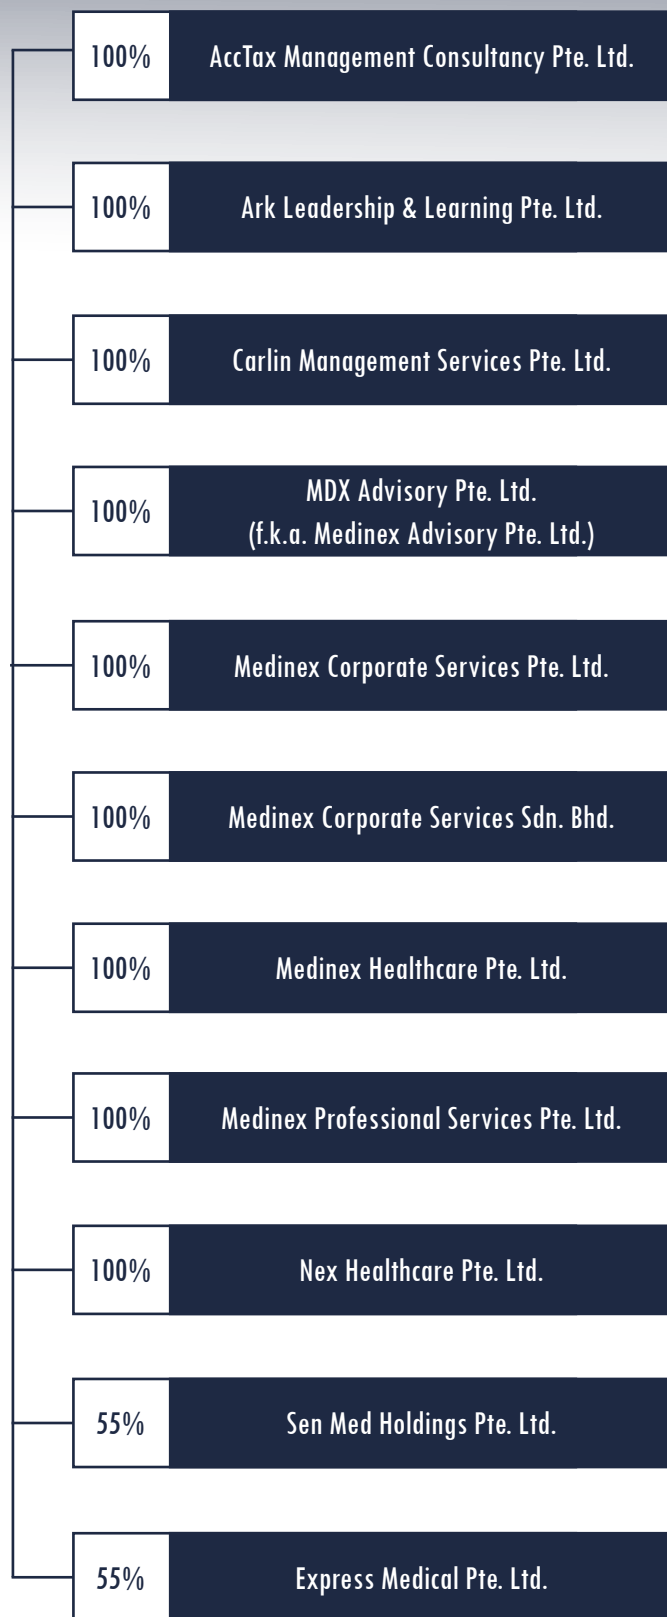 100% AccTax Management Consultancy Pte. Ltd.
100% Ark Leadership & Learning Pte. Ltd.
100% Carlin Management Services Pte. Ltd.
100% MDX Advisory Pte. Ltd.
(f.k.a. Medinex Advisory Pte. Ltd.)
100% Medinex Corporate Services Pte. Ltd.
100% Medinex Corporate Services Sdn. Bhd.
100% Medinex Healthcare Pte. Ltd.
100% Medinex Professional Services Pte. Ltd.
100% Nex Healthcare Pte. Ltd.
55% Sen Med Holdings Pte. Ltd.
55% Express Medical Pte. Ltd.